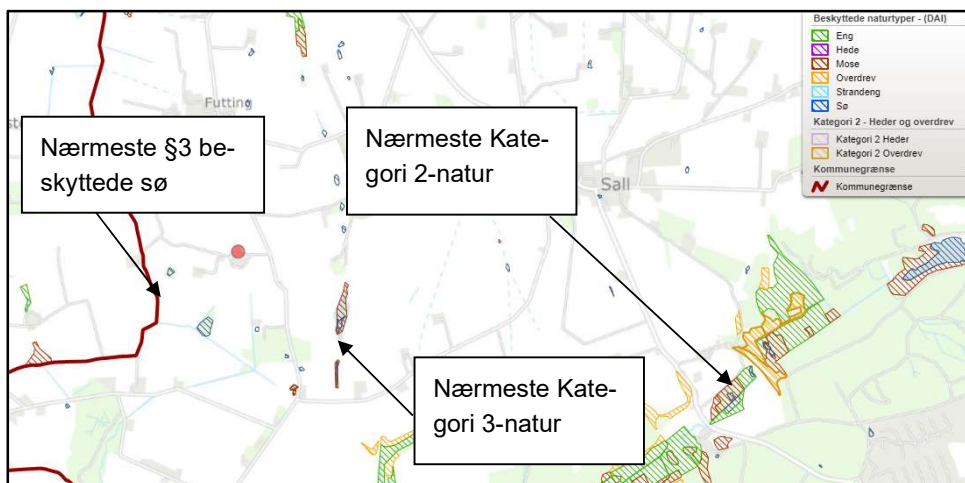 Beskyttede naturtyper - (DAI)
Eng
Hede
Mose
Overdrev
Strandeng
Sø
Kategori 2 - Heder og overdrev
Kategori 2 Heder
Kategori 2 Overdrev
Kommunegrænse
Kommunegrænse
Futting
Nærmeste §3 be-
skyttede sø
Nærmeste Kate-
gori 2-natur
Sall
Nærmeste Kate-
gori 3-natur